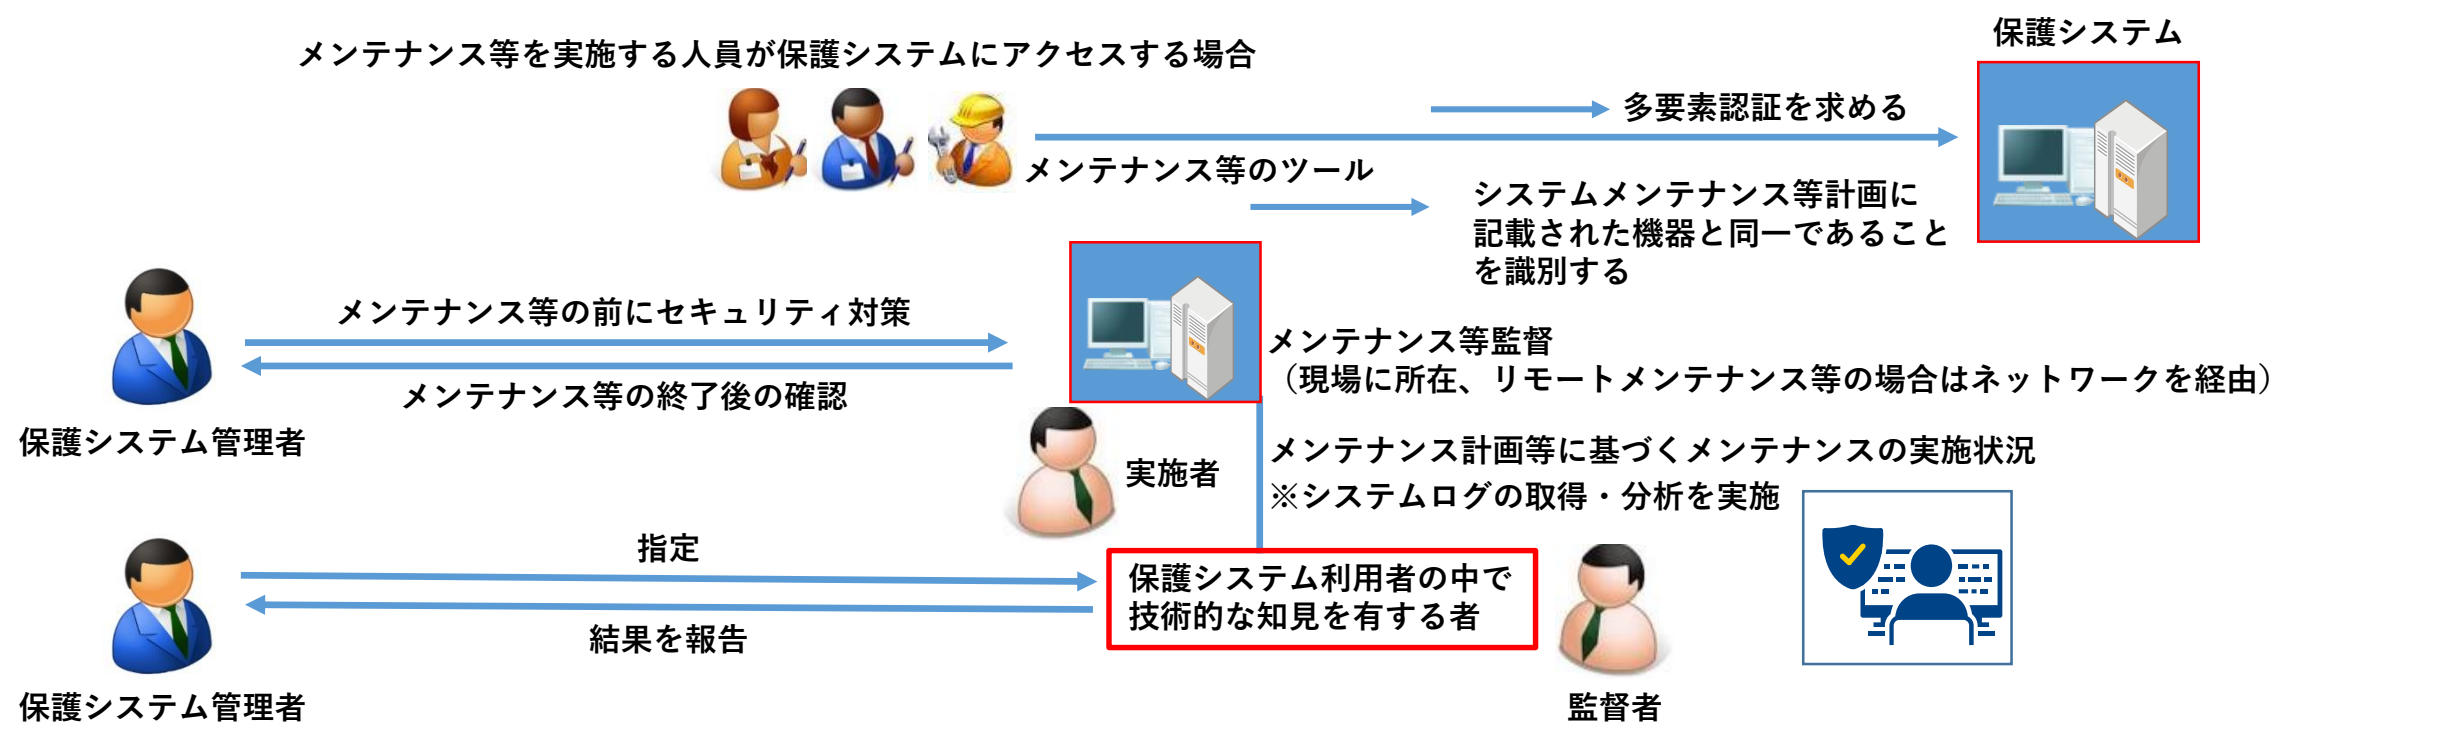 保護システム
メンテナンス等を実施する人員が保護システムにアクセスする場合
多要素認証を求める
メンテナンス等のツール
システムメンテナンス等計画に
記載された機器と同一であること
を識別する
メンテナンス等の前にセキュリティ対策
メンテナンス等監督
（現場に所在、リモートメンテナンス等の場合はネットワークを経由）
メンテナンス等の終了後の確認
保護システム管理者
実施者
メンテナンス計画等に基づくメンテナンスの実施状況
※システムログの取得・分析を実施
指定
保護システム利用者の中で
技術的な知見を有する者
結果を報告
保護システム管理者
監督者